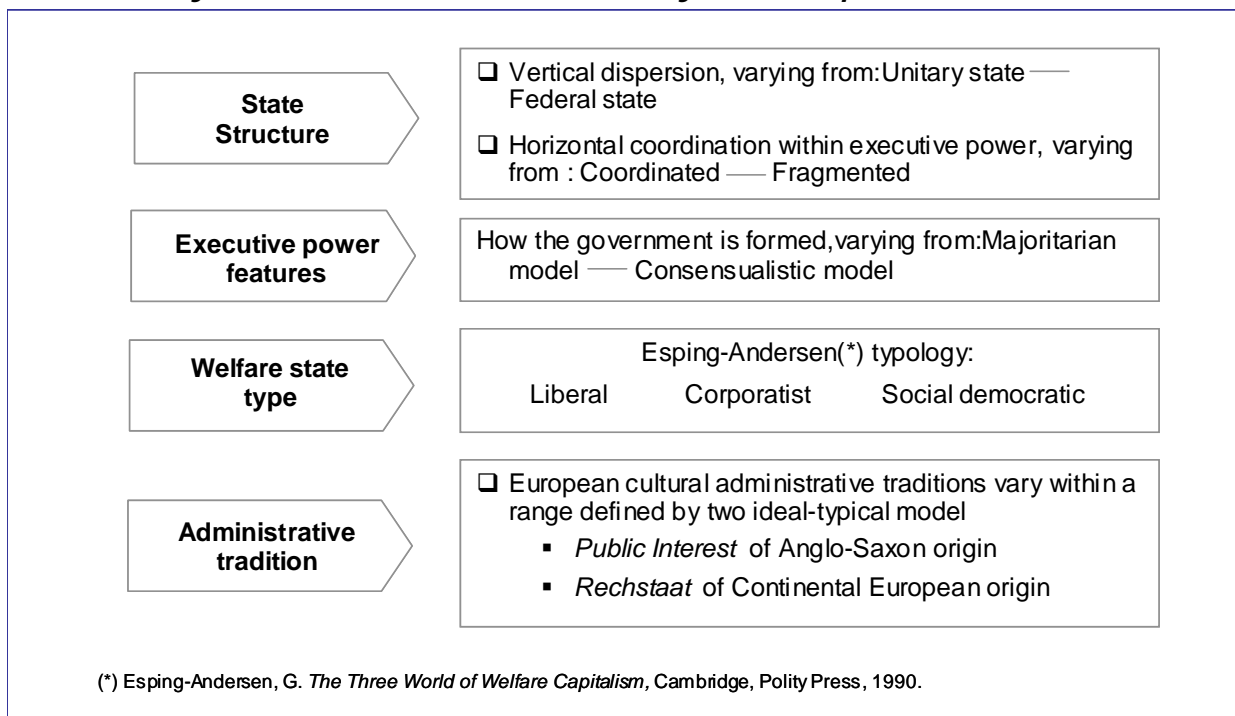 State
Structure
❑ Vertical dispersion, varying from:Unitary state —
Federal state
❑ Horizontal coordination within executive power, varying
from : Coordinated — Fragmented
Executive power
features
How the government is formed,varying from:Majoritarian
model — Consensualistic model
Welfare state
type
Esping-Andersen(*) typology:
Liberal Corporatist Social democratic
Administrative
tradition
❑ European cultural administrative traditions vary within a
range defined by two ideal-typical model
▪ Public Interest of Anglo-Saxon origin
▪ Rechstaat of Continental European origin
(*) Esping-Andersen, G. The Three World of Welfare Capitalism, Cambridge, Polity Press, 1990.